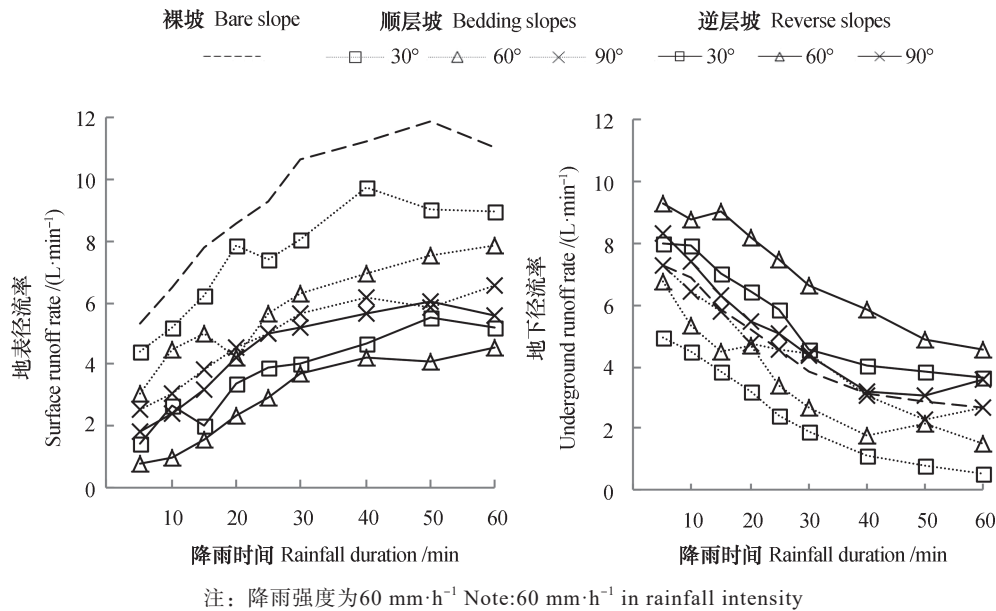 裸坡 Bare slope 顺层坡 Bedding slopes 逆层坡 Reverse slopes
30° 60° 90° 30° 60° 90°
地表径流率
Surface runoff rate /(L·min⁻¹)
12
10
8
6
4
2
0
10 20 30 40 50 60
降雨时间 Rainfall duration /min
地下径流率
Underground runoff rate /(L·min⁻¹)
12
10
8
6
4
2
0
10 20 30 40 50 60
降雨时间 Rainfall duration /min
注：降雨强度为60 mm·h⁻¹ Note:60 mm·h⁻¹ in rainfall intensity